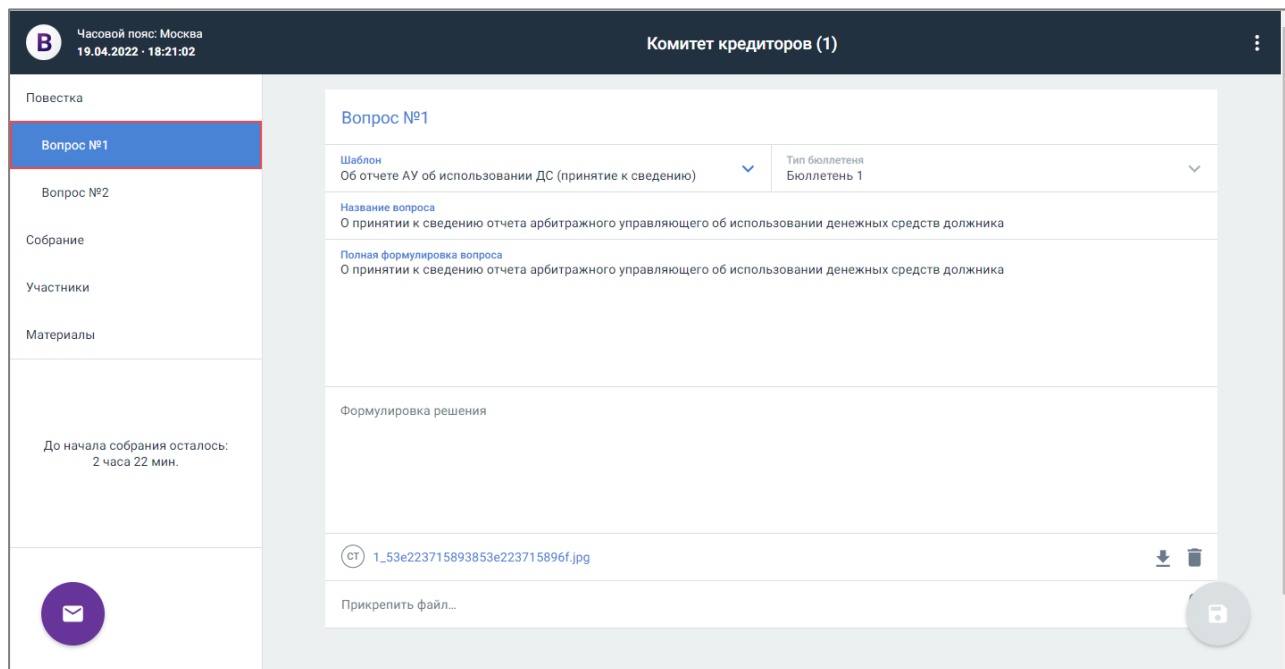 B
Часовой пояс: Москва
19.04.2022 · 18:21:02
Комитет кредиторов (1)
Повестка
Вопрос №1
Вопрос №2
Собрание
Участники
Материалы
До начала собрания осталось:
2 часа 22 мин.
Вопрос №1
Шаблон
Об отчете АУ об использовании ДС (принятие к сведению)
Тип бюллетеня
Бюллетень 1
Название вопроса
О принятии к сведению отчета арбитражного управляющего об использовании денежных средств должника
Полная формулировка вопроса
О принятии к сведению отчета арбитражного управляющего об использовании денежных средств должника
Формулировка решения
СТ 1_53e223715893853e223715896f.jpg
Прикрепить файл...